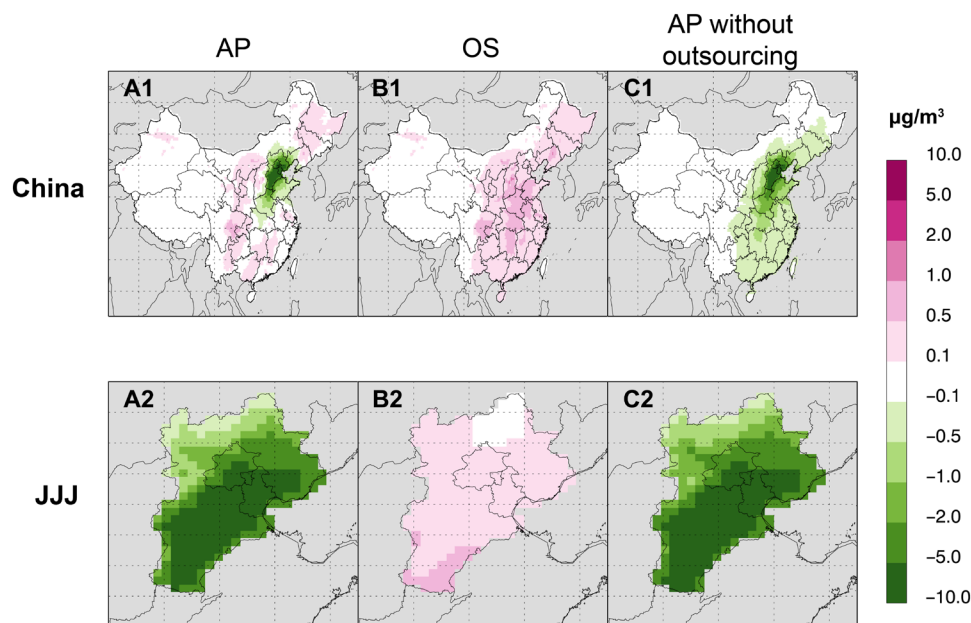 AP
OS
AP without
outsourcing
A1
B1
C1
µg/m³
China
10.0
5.0
2.0
1.0
0.5
0.1
−0.1
−0.5
−1.0
−2.0
−5.0
−10.0
A2
B2
C2
JJJ